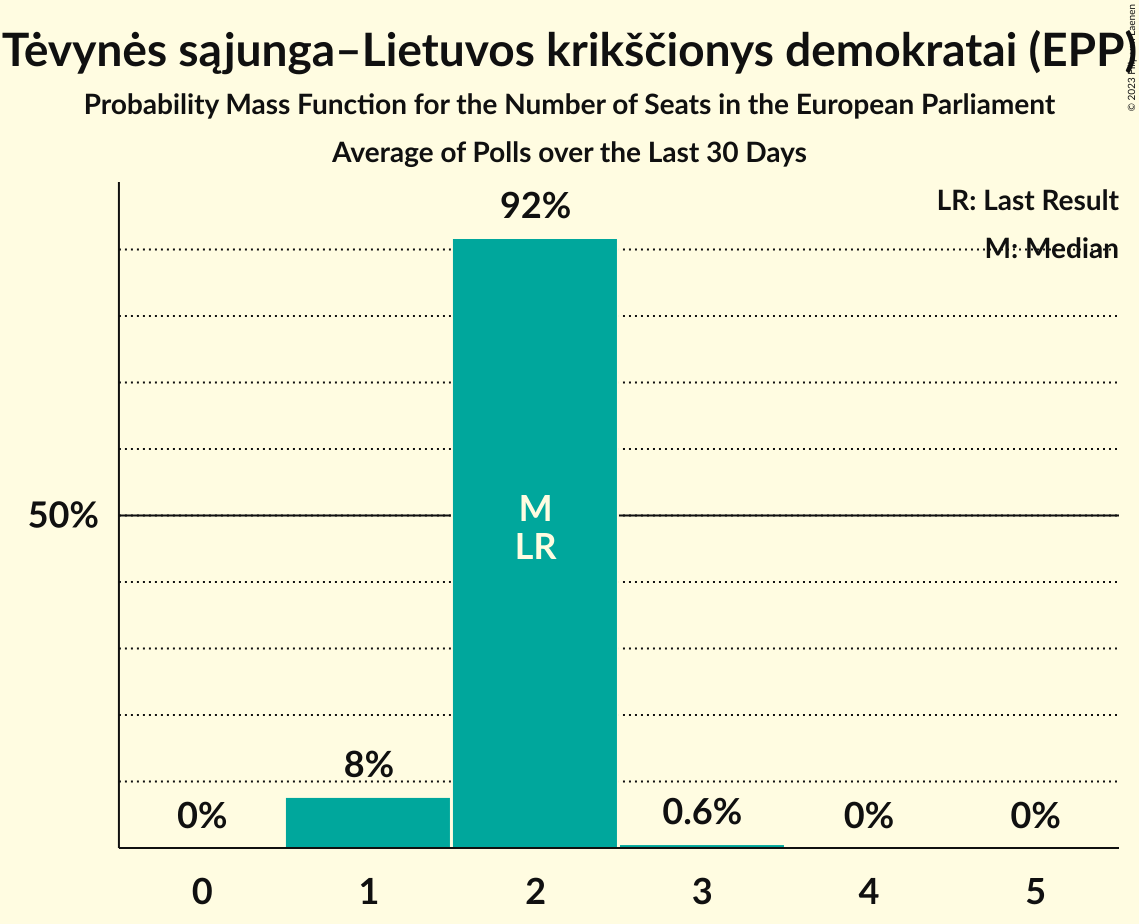 Tėvynės sąjunga–Lietuvos krikščionys demokratai (EPP)
Probability Mass Function for the Number of Seats in the European Parliament
Average of Polls over the Last 30 Days
LR: Last Result
M: Median
92%
50%
M
LR
8%
0%
0.6%
0%
0%
0 1 2 3 4 5
© 2023 Laenen